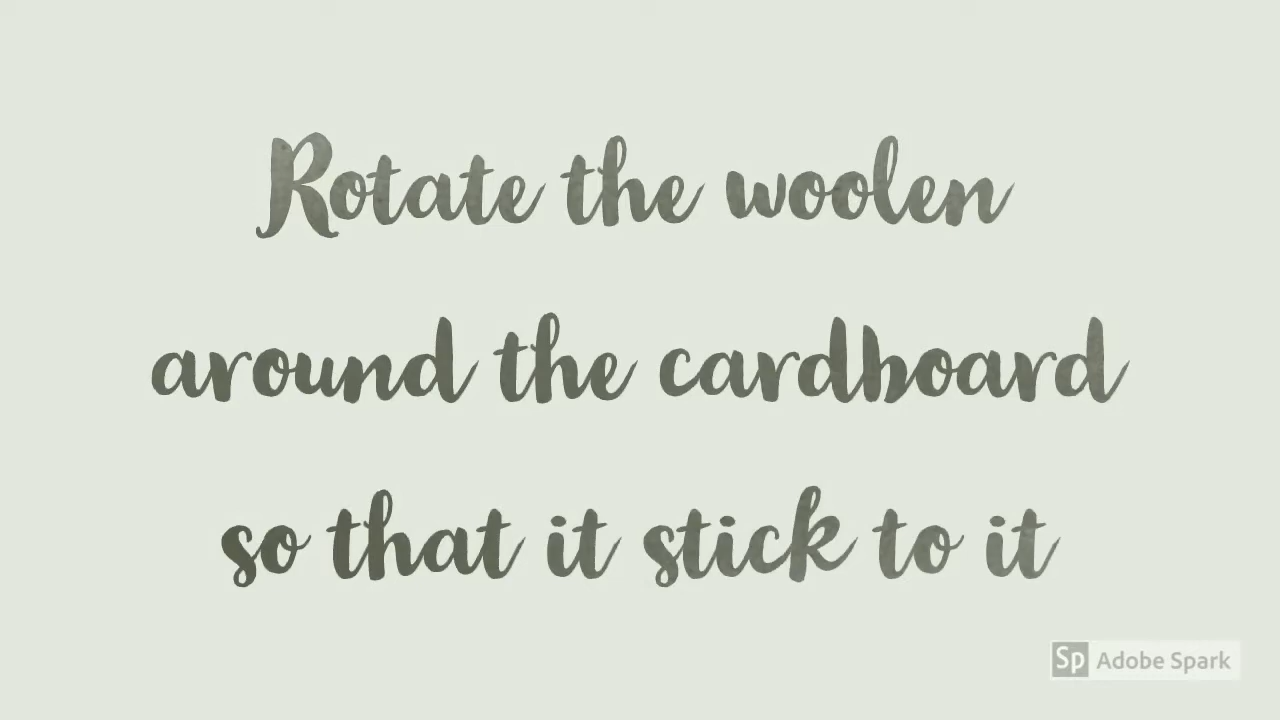 Rotate the woolen
around the cardboard
so that it stick to it
Sp Adobe Spark